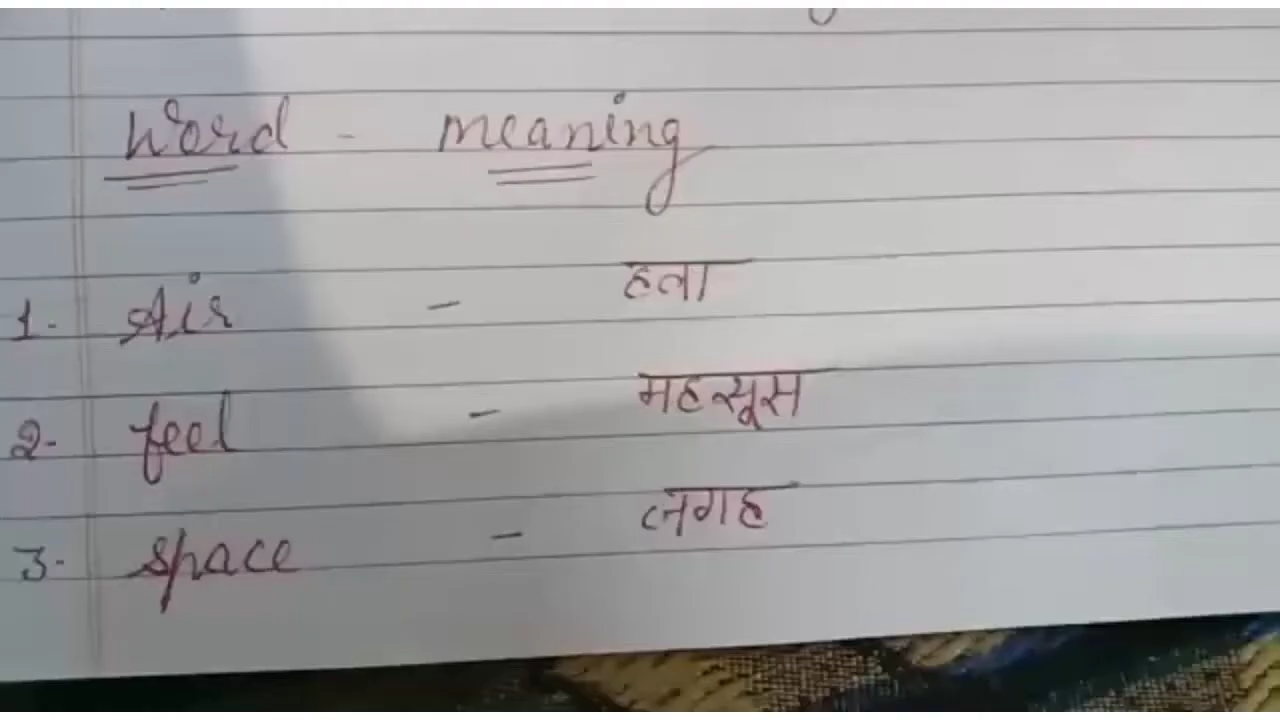 Word - meaning
1. Air - हवा
2- feel - महसूस
3- space - जगह